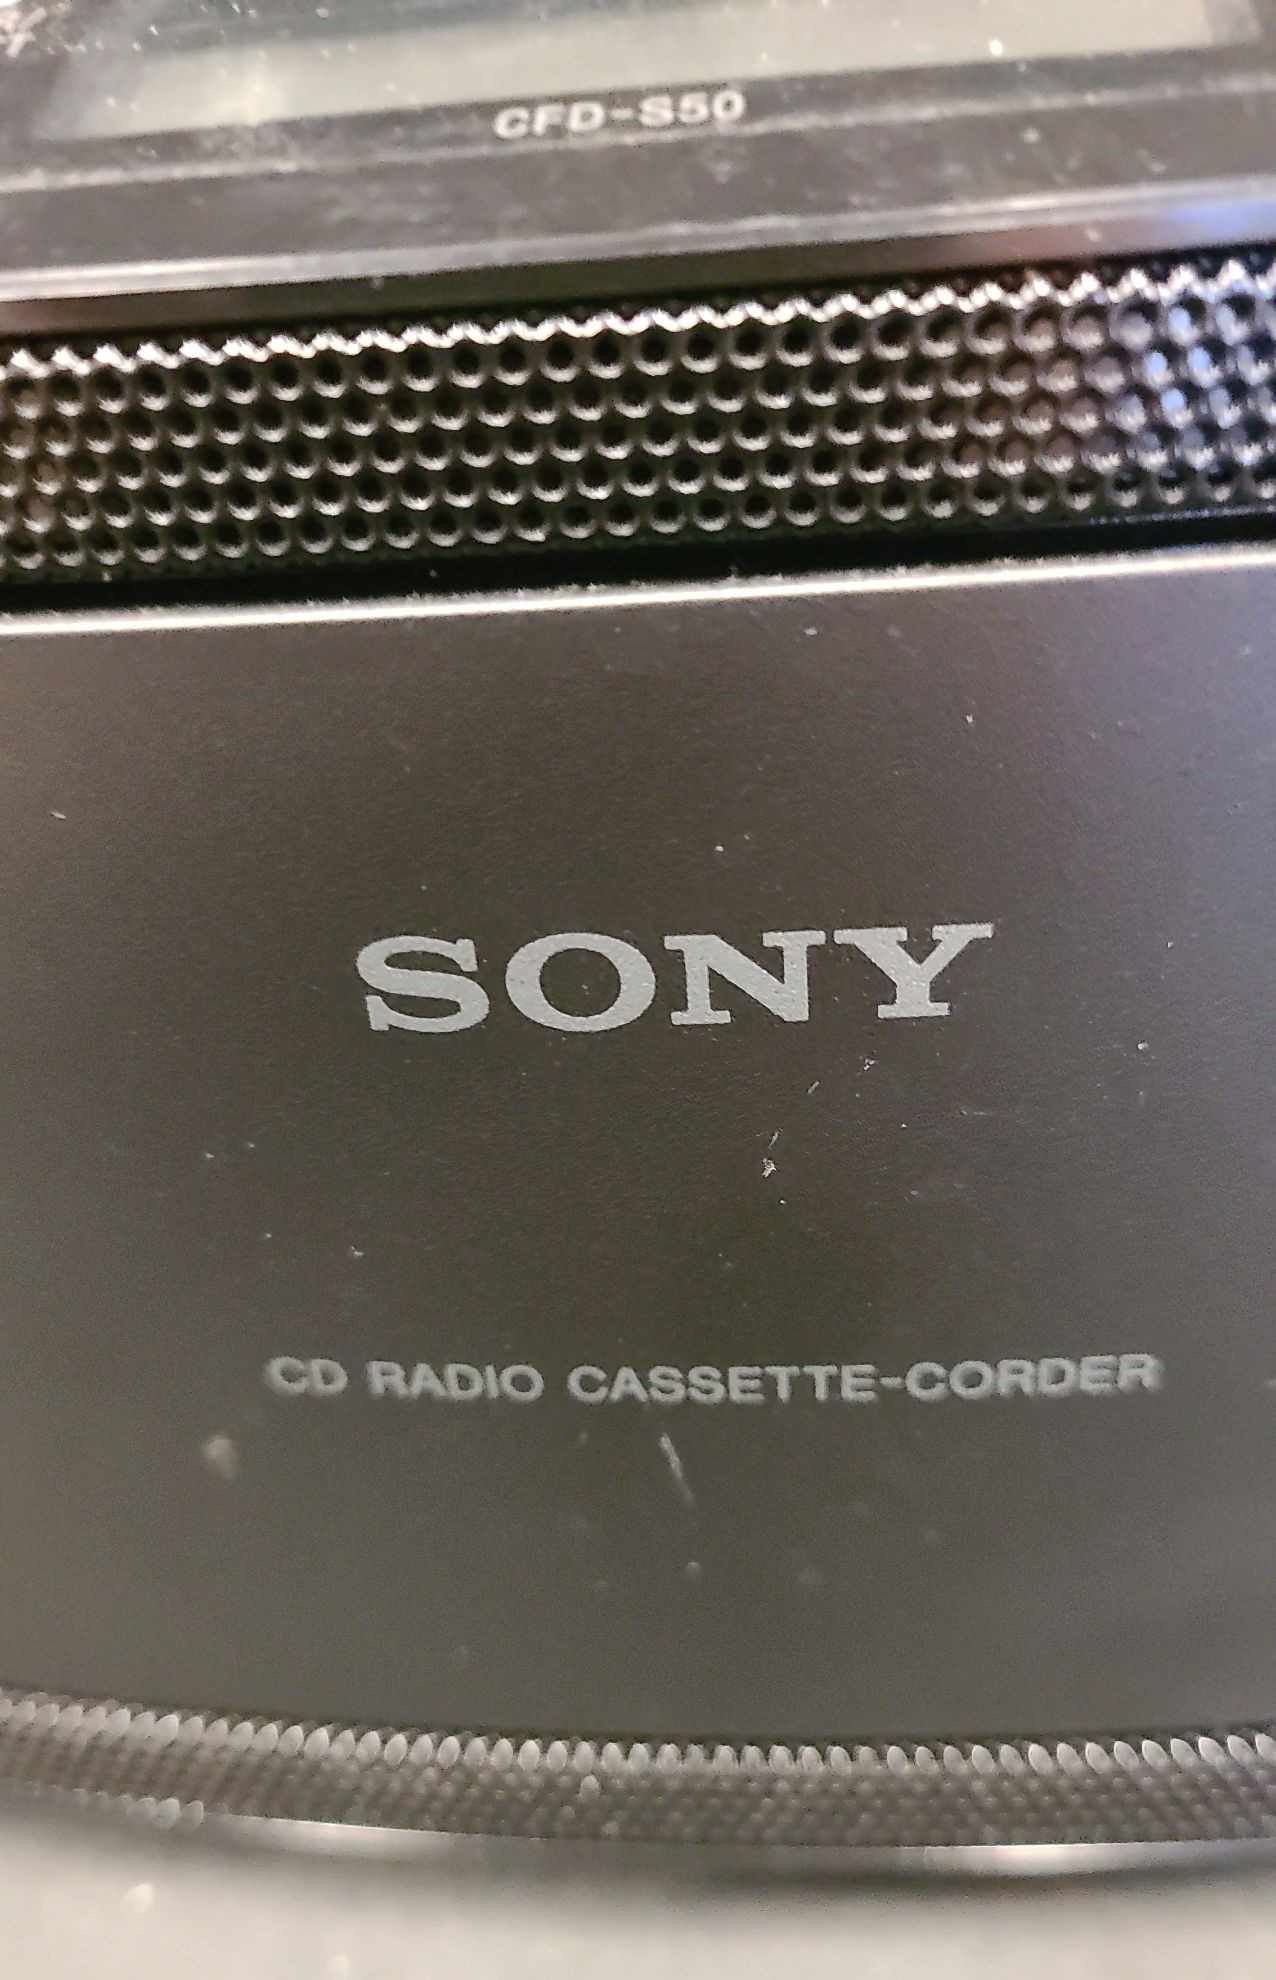 CFD-S50
SONY
CD RADIO CASSETTE-CORDER